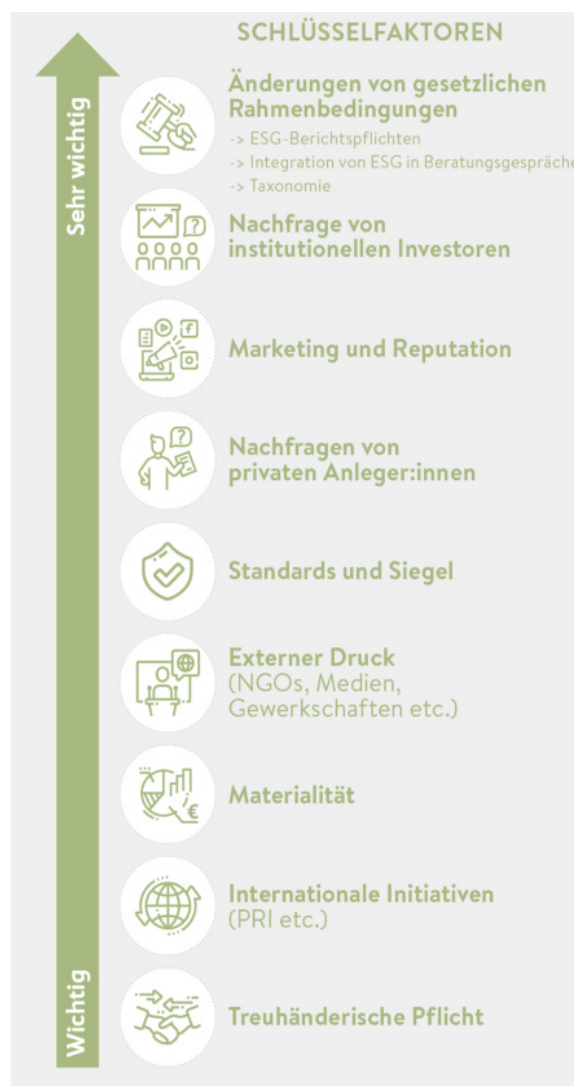 SCHLÜSSELFAKTOREN
Sehr wichtig
Änderungen von gesetzlichen
Rahmenbedingungen
-> ESG-Berichtspflichten
-> Integration von ESG in Beratungsgespräche
-> Taxonomie
Nachfrage von
institutionellen Investoren
Marketing und Reputation
Nachfragen von
privaten Anleger:innen
Standards und Siegel
Externer Druck
(NGOs, Medien,
Gewerkschaften etc.)
Materialität
Internationale Initiativen
(PRI etc.)
Wichtig
Treuhänderische Pflicht